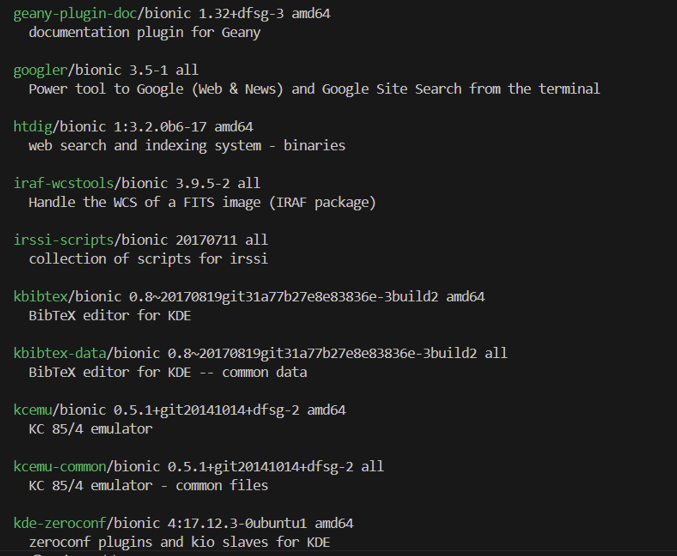 geany-plugin-doc/bionic 1.32+dfsg-3 amd64
documentation plugin for Geany
googler/bionic 3.5-1 all
Power tool to Google (Web & News) and Google Site Search from the terminal
htdig/bionic 1:3.2.0b6-17 amd64
web search and indexing system - binaries
iraf-wcstools/bionic 3.9.5-2 all
Handle the WCS of a FITS image (IRAF package)
irssi-scripts/bionic 20170711 all
collection of scripts for irssi
kbibtex/bionic 0.8~20170819git31a77b27e8e83836e-3build2 amd64
BibTeX editor for KDE
kbibtex-data/bionic 0.8~20170819git31a77b27e8e83836e-3build2 all
BibTeX editor for KDE -- common data
kcemu/bionic 0.5.1+git20141014+dfsg-2 amd64
KC 85/4 emulator
kcemu-common/bionic 0.5.1+git20141014+dfsg-2 all
KC 85/4 emulator - common files
kde-zeroconf/bionic 4:17.12.3-0ubuntu1 amd64
zeroconf plugins and kio slaves for KDE